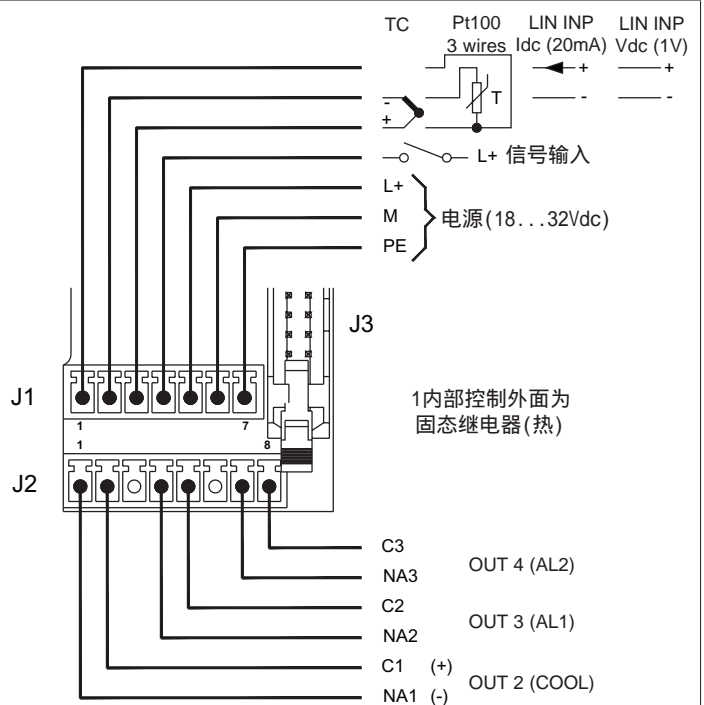 TC Pt100 LIN INP LIN INP
3 wires Idc (20mA) Vdc (1V)
+ +
- T - -
+
L+ 信号输入
L+
M 电源(18...32Vdc)
PE
J3
J1
1内部控制外面为
固态继电器(热)
1 7
1 8
J2
C3
OUT 4 (AL2)
NA3
C2
OUT 3 (AL1)
NA2
C1 (+)
OUT 2 (COOL)
NA1 (-)